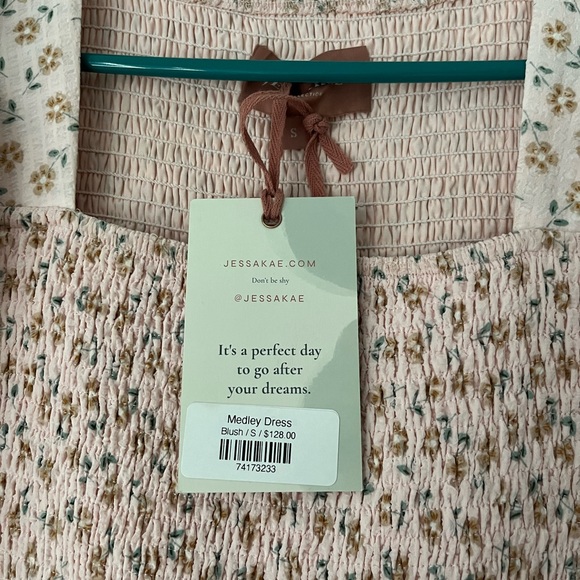 S
JESSAKAE.COM
Don't be shy
@JESSAKAE
It's a perfect day
to go after
your dreams.
Medley Dress
Blush / S / $128.00
74173233